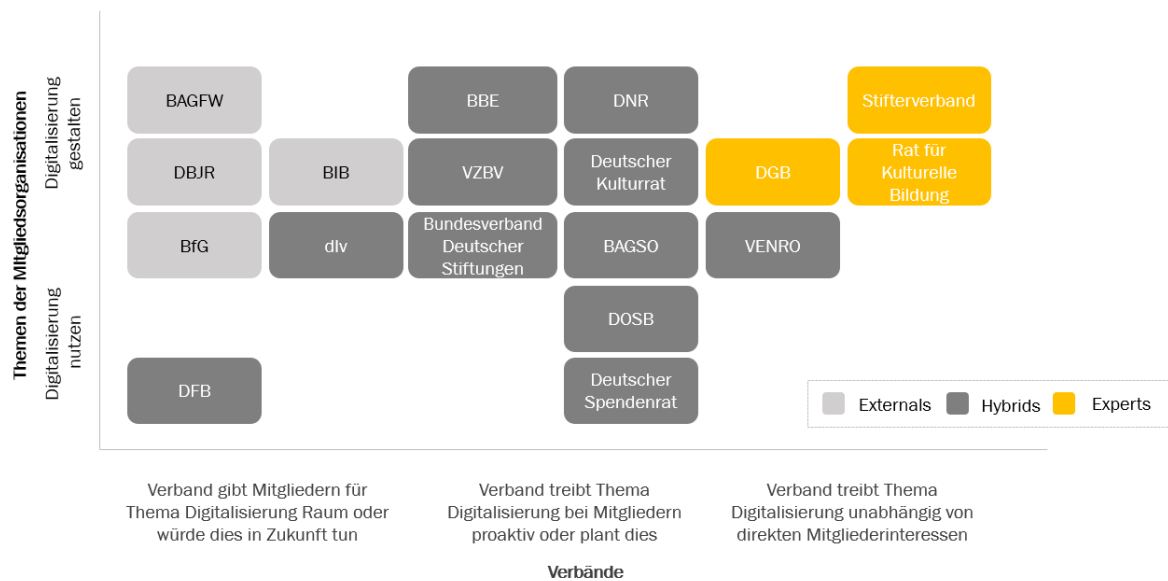 Themen der Mitgliedsorganisationen
Digitalisierung
gestalten
Digitalisierung
nutzen
BAGFW
BBE
DNR
Stifterverband
DBJR
BIB
VZBV
Deutscher
Kulturrat
DGB
Rat für
Kulturelle
Bildung
BfG
dlv
Bundesverband
Deutscher
Stiftungen
BAGSO
VENRO
DOSB
DFB
Deutscher
Spendenrat
Externals
Hybrids
Experts
Verband gibt Mitgliedern für
Thema Digitalisierung Raum oder
würde dies in Zukunft tun
Verband treibt Thema
Digitalisierung bei Mitgliedern
proaktiv oder plant dies
Verband treibt Thema
Digitalisierung unabhängig von
direkten Mitgliederinteressen
Verbände